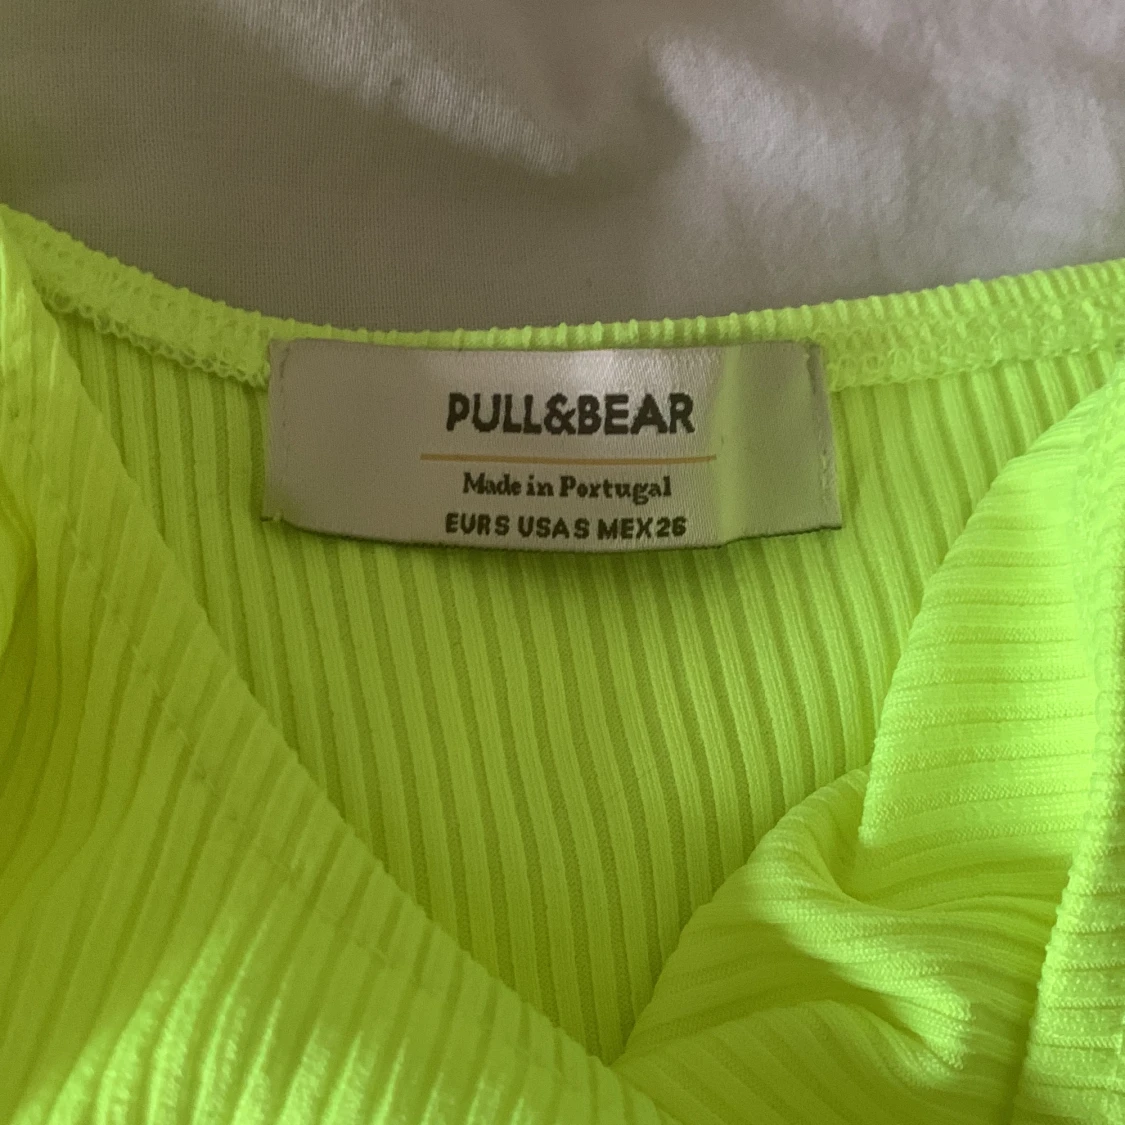 PULL&BEAR
Made in Portugal
EUR S USA S MEX 26